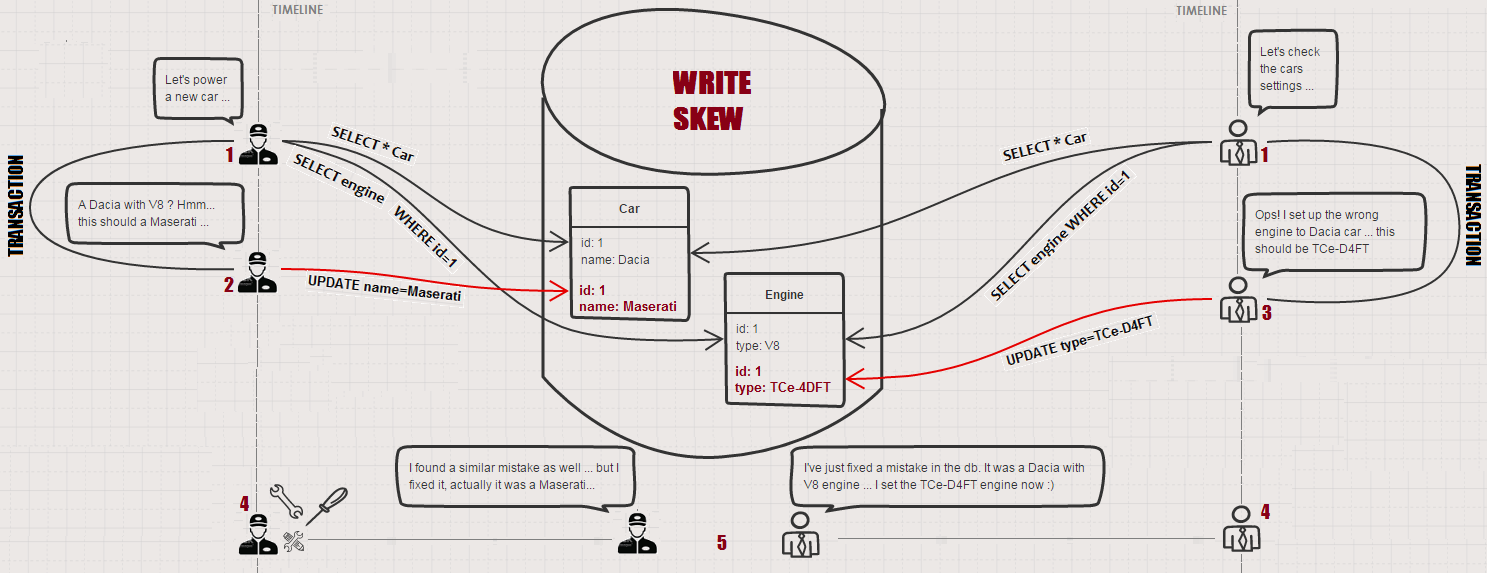 TIMELINE
TIMELINE
Let's power
a new car ...
WRITE
SKEW
Let's check
the cars
settings ...
TRANSACTION
1
SELECT * Car
SELECT engine WHERE id=1
SELECT * Car
SELECT engine WHERE id=1
1
TRANSACTION
A Dacia with V8 ? Hmm...
this should a Maserati ...
2
UPDATE name=Maserati
Car
id: 1
name: Dacia
id: 1
name: Maserati
Engine
id: 1
type: V8
id: 1
type: TCe-4DFT
Ops! I set up the wrong
engine to Dacia car ... this
should be TCe-D4FT
3
UPDATE type=TCe-D4FT
I found a similar mistake as well ... but I
fixed it, actually it was a Maserati...
I've just fixed a mistake in the db. It was a Dacia with
V8 engine ... I set the TCe-D4FT engine now :)
4
5
4